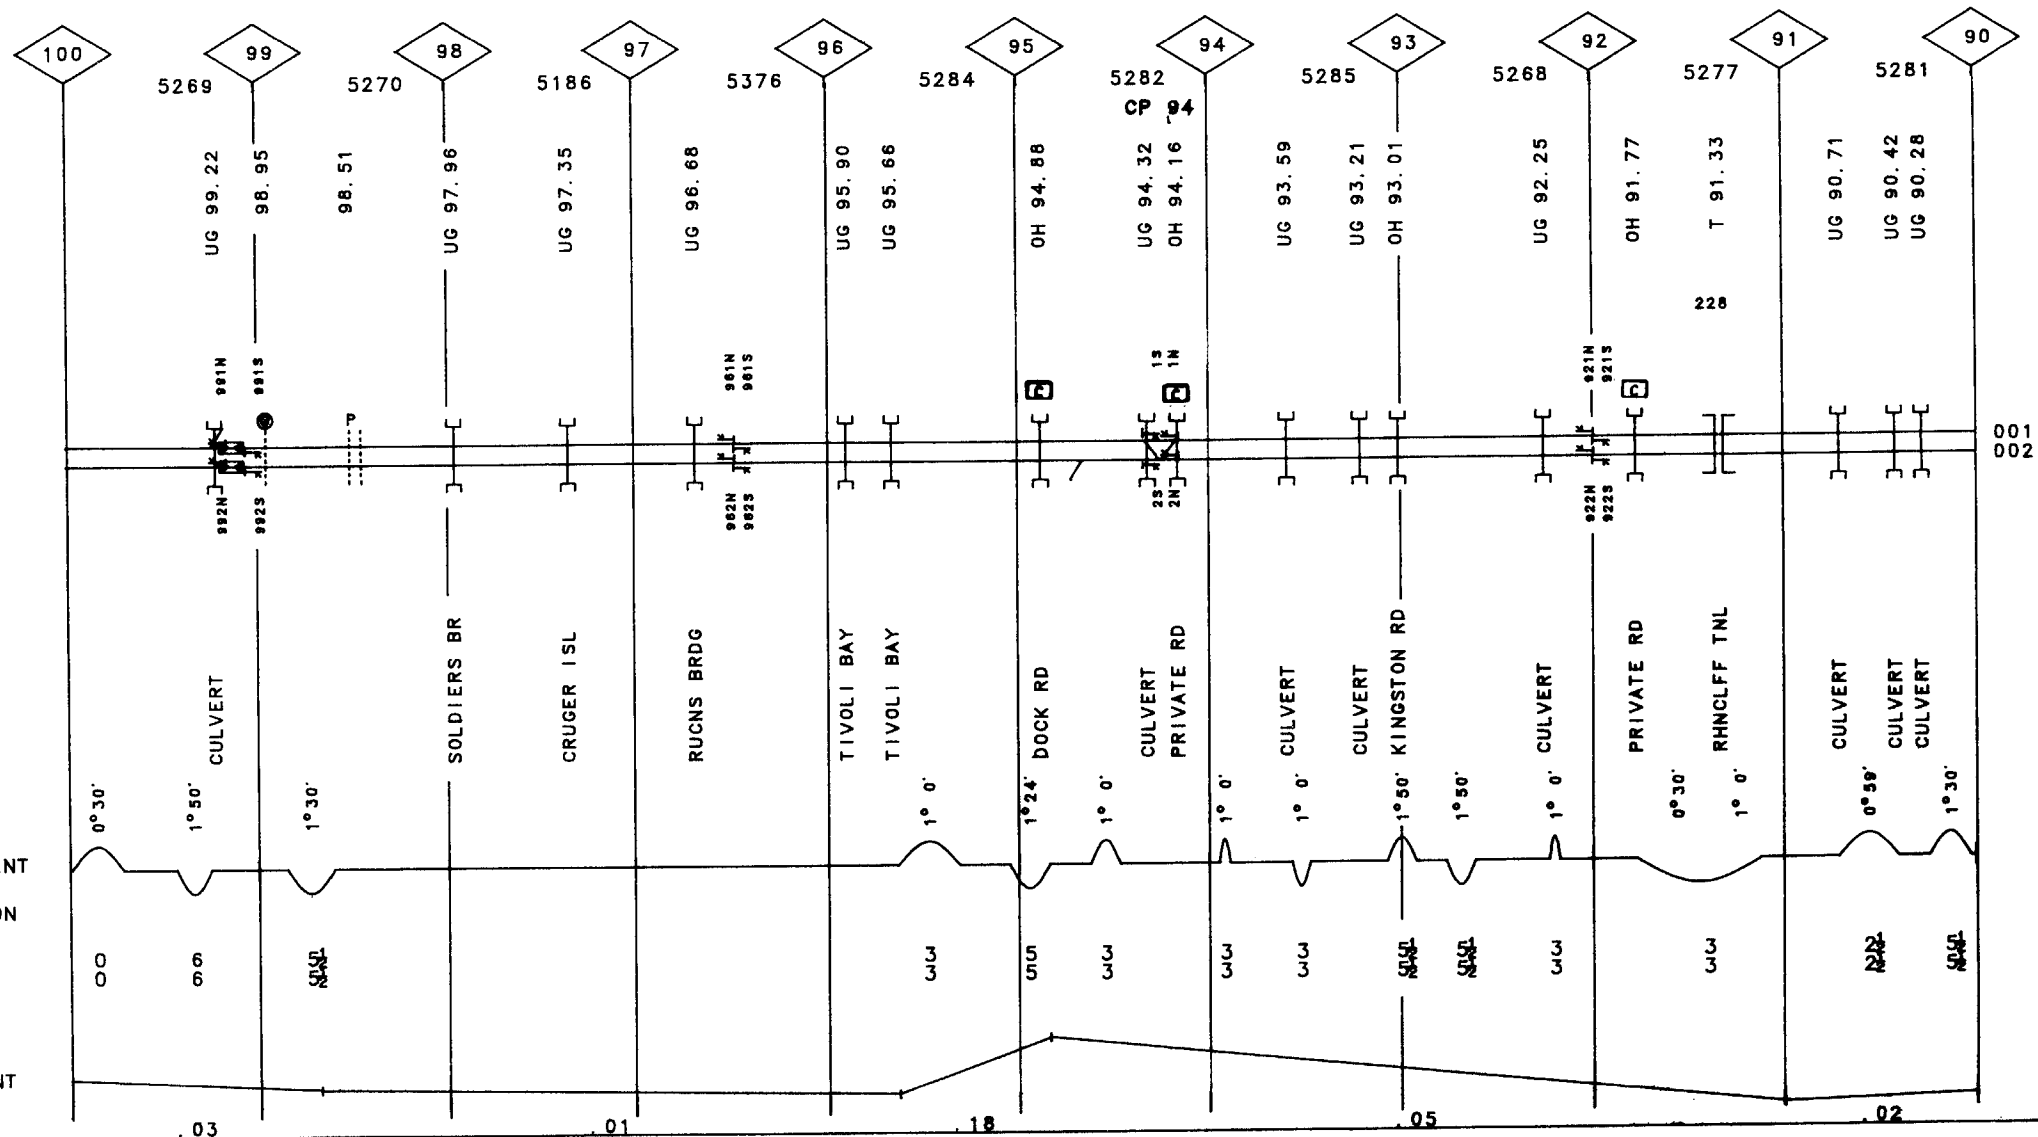 100 99 98 97 96 95 94 93 92 91 90
5269 5270 5186 5376 5284 5282 5285 5268 5277 5281
CP 94
UG 99.22
98.95
98.51
UG 97.96
UG 97.35
UG 96.68
UG 95.90
UG 95.66
OH 94.88
UG 94.32
OH 94.16
UG 93.59
UG 93.21
OH 93.01
UG 92.25
OH 91.77
T 91.33
UG 90.71
UG 90.42
UG 90.28
228
991N
991S
961N
961S
1S
1N
921N
921S
C
C
C
P
001
002
992N
992S
962N
962S
2S
2N
922N
922S
CULVERT
SOLDIERS BR
CRUGER ISL
RUCNS BRDG
TIVOLI BAY
TIVOLI BAY
DOCK RD
CULVERT
PRIVATE RD
CULVERT
CULVERT
KINGSTON RD
CULVERT
PRIVATE RD
RHNCLFF TNL
CULVERT
CULVERT
CULVERT
0°30'
1°50'
1°30'
1° 0'
1°24'
1° 0'
1° 0'
1° 0'
1°50'
1°50'
1° 0'
0°30'
1° 0'
0°59'
1°30'
NT
ON
0 6 3 5 3 3 3 3 3
0 6 3 5 3 3 3 3
NT
.03 .01 .18 .05 .02